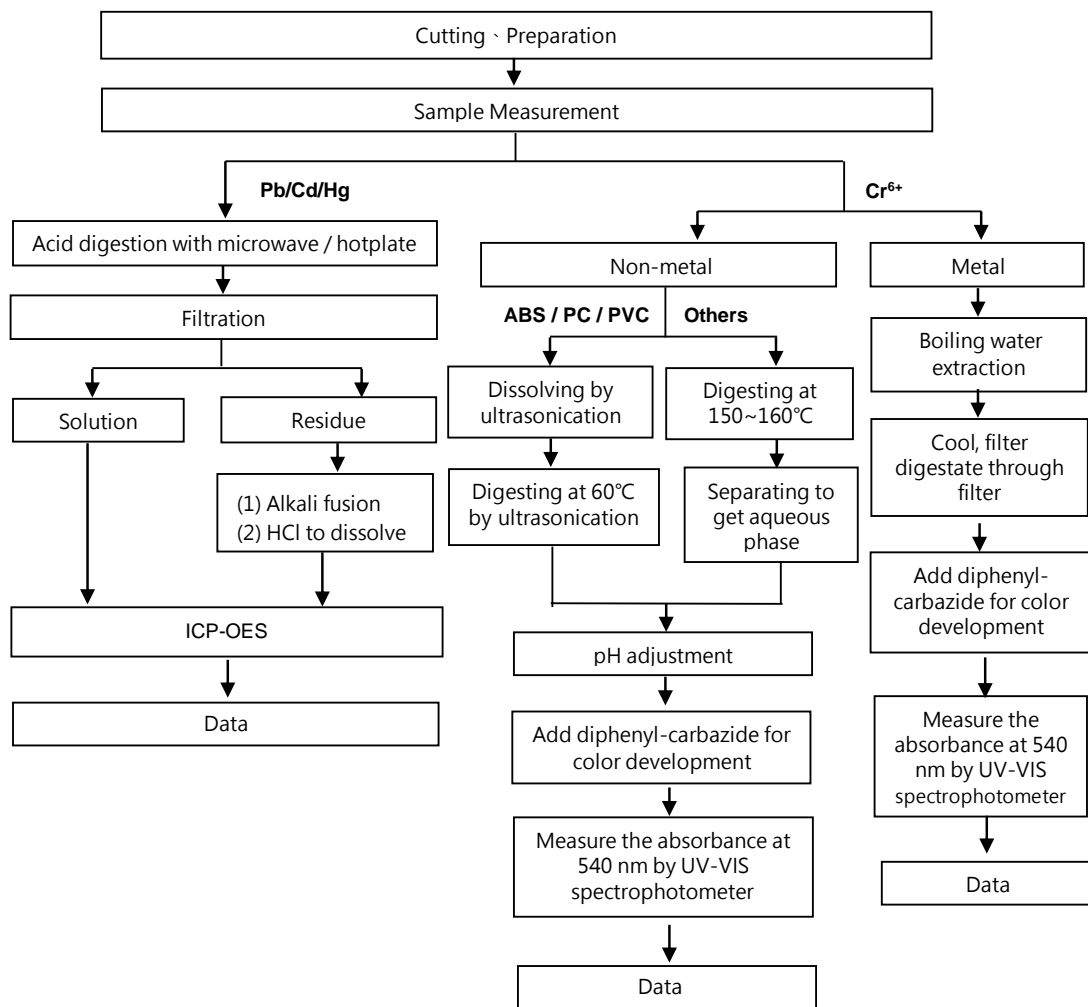 Cutting、Preparation
Sample Measurement
Pb/Cd/Hg
Cr⁶⁺
Acid digestion with microwave / hotplate
Non-metal
Metal
Filtration
ABS / PC / PVC
Others
Boiling water
extraction
Solution
Residue
Dissolving by
ultrasonication
Digesting at
150~160℃
Cool, filter
digestate through
filter
(1) Alkali fusion
(2) HCl to dissolve
Digesting at 60℃
by ultrasonication
Separating to
get aqueous
phase
Add diphenyl-
carbazide for color
development
ICP-OES
pH adjustment
Data
Add diphenyl-carbazide for
color development
Measure the
absorbance at 540
nm by UV-VIS
spectrophotometer
Measure the absorbance at
540 nm by UV-VIS
spectrophotometer
Data
Data